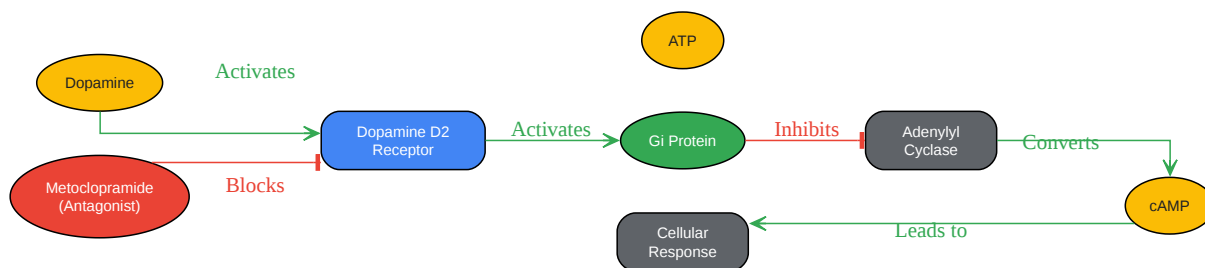 ATP
Dopamine
Activates
Dopamine D2
Receptor
Activates
Gi Protein
Inhibits
Adenylyl
Cyclase
Converts
Metoclopramide
(Antagonist)
Blocks
cAMP
Leads to
Cellular
Response